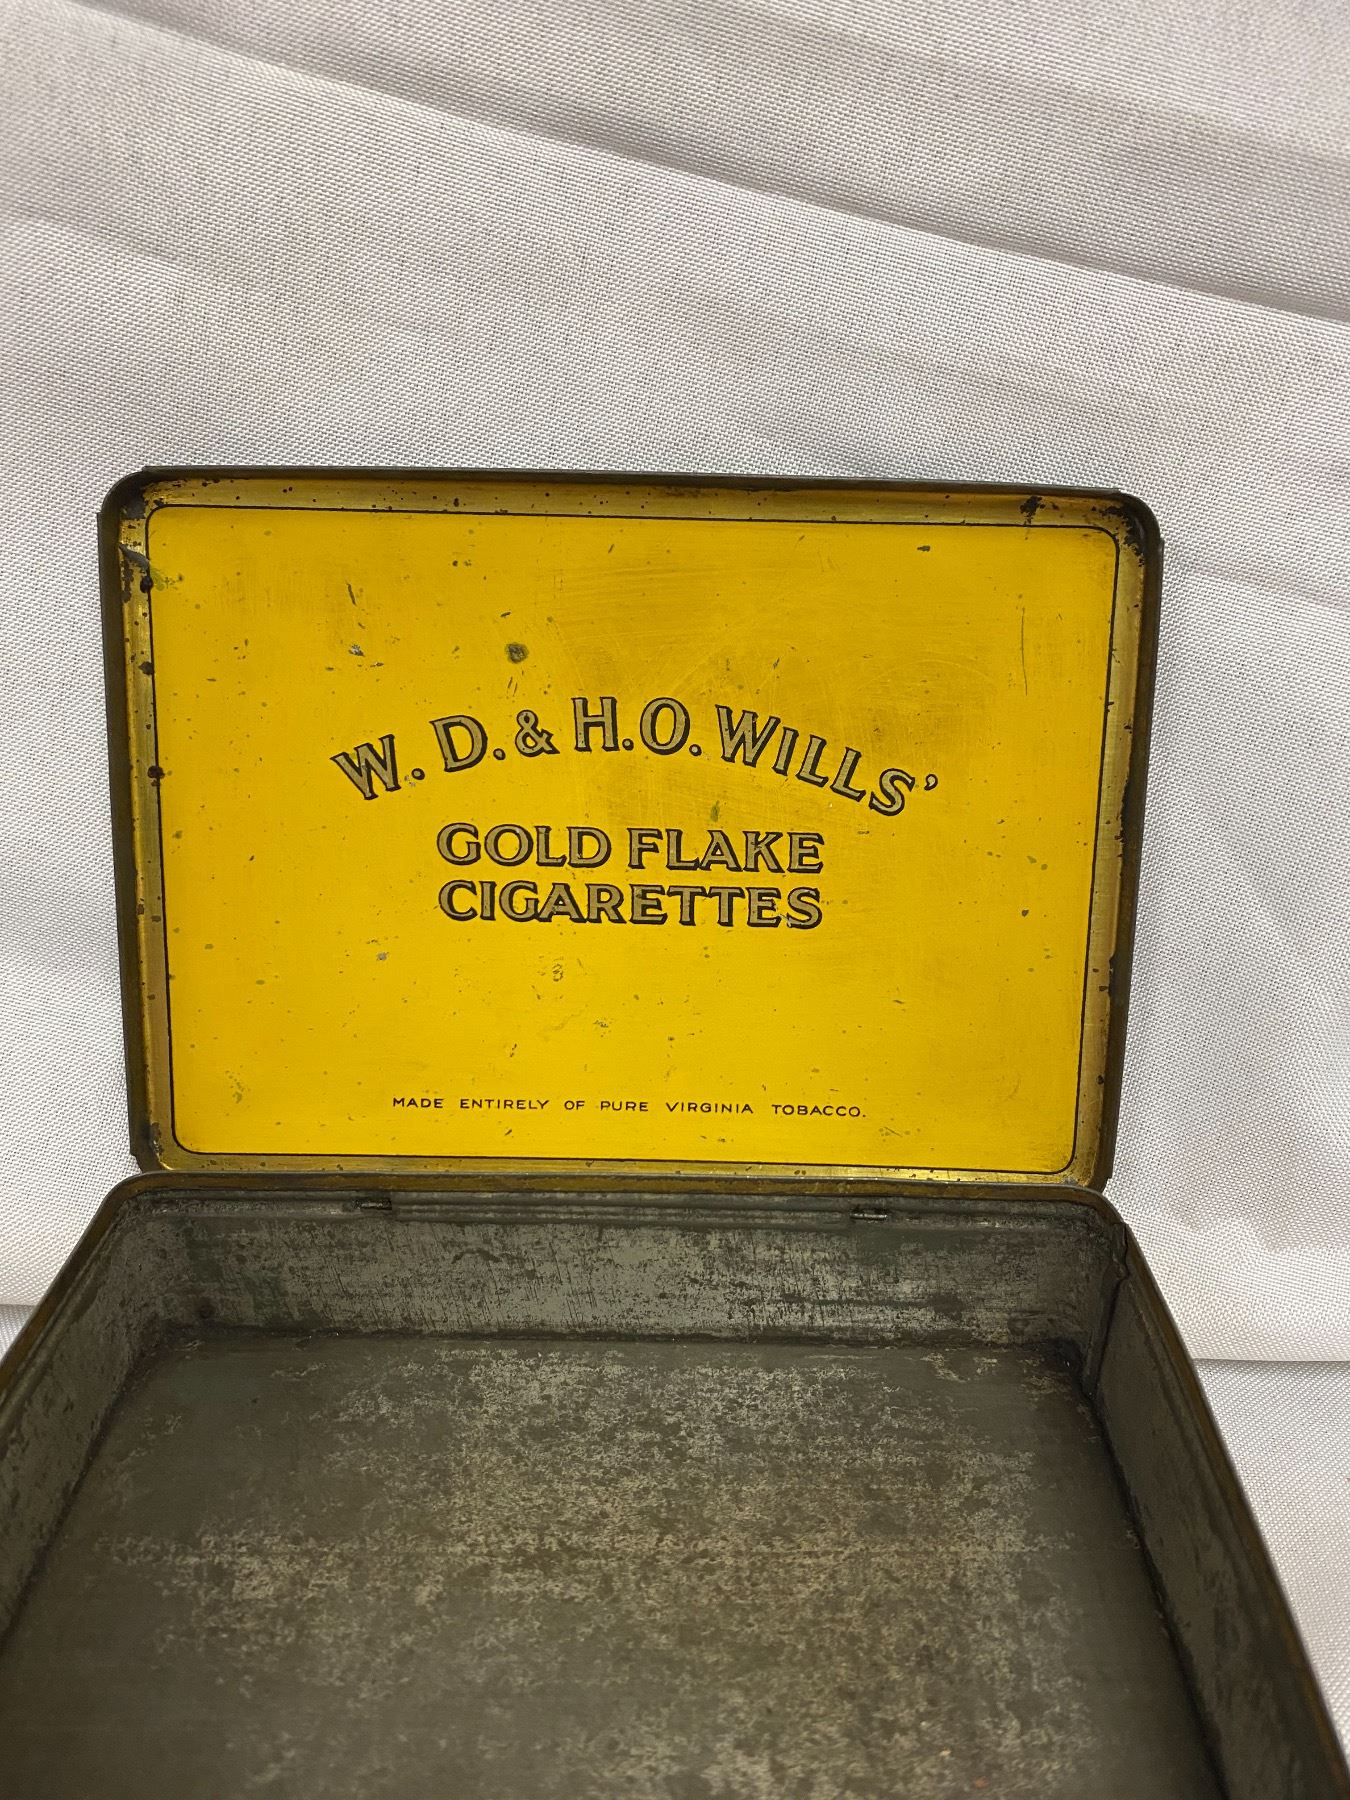 W. D. & H. O. WILLS'
GOLD FLAKE
CIGARETTES
MADE ENTIRELY OF PURE VIRGINIA TOBACCO.